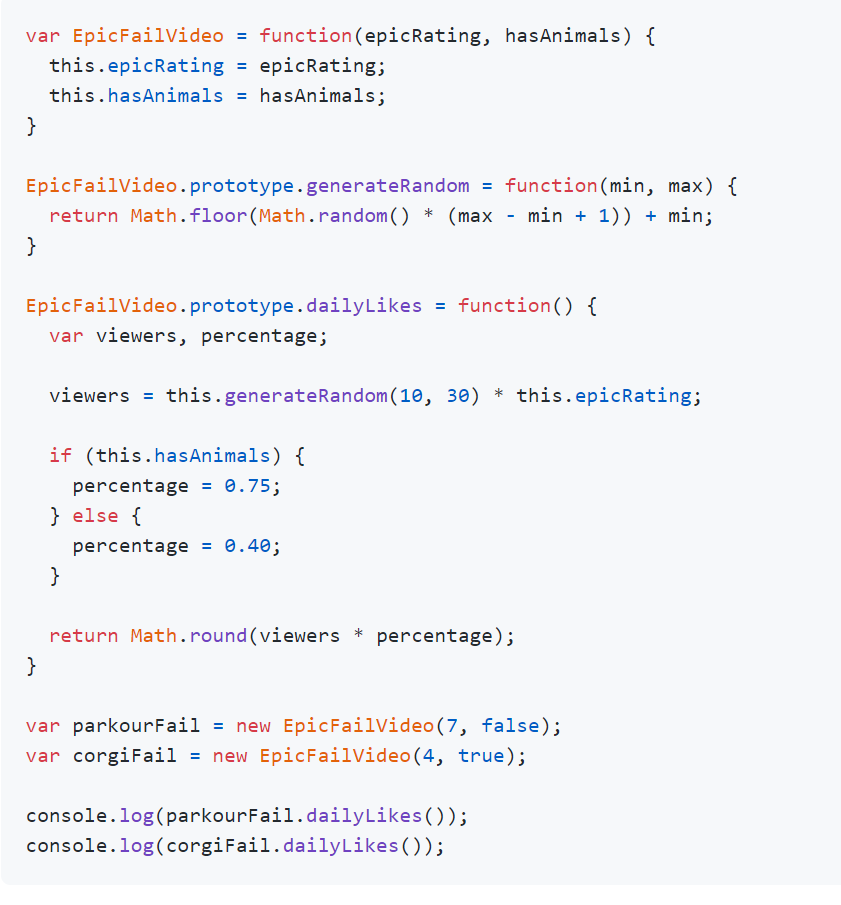 var EpicFailVideo = function(epicRating, hasAnimals) {
  this.epicRating = epicRating;
  this.hasAnimals = hasAnimals;
}

EpicFailVideo.prototype.generateRandom = function(min, max) {
  return Math.floor(Math.random() * (max - min + 1)) + min;
}

EpicFailVideo.prototype.dailyLikes = function() {
  var viewers, percentage;

  viewers = this.generateRandom(10, 30) * this.epicRating;

  if (this.hasAnimals) {
    percentage = 0.75;
  } else {
    percentage = 0.40;
  }

  return Math.round(viewers * percentage);
}

var parkourFail = new EpicFailVideo(7, false);
var corgiFail = new EpicFailVideo(4, true);

console.log(parkourFail.dailyLikes());
console.log(corgiFail.dailyLikes());